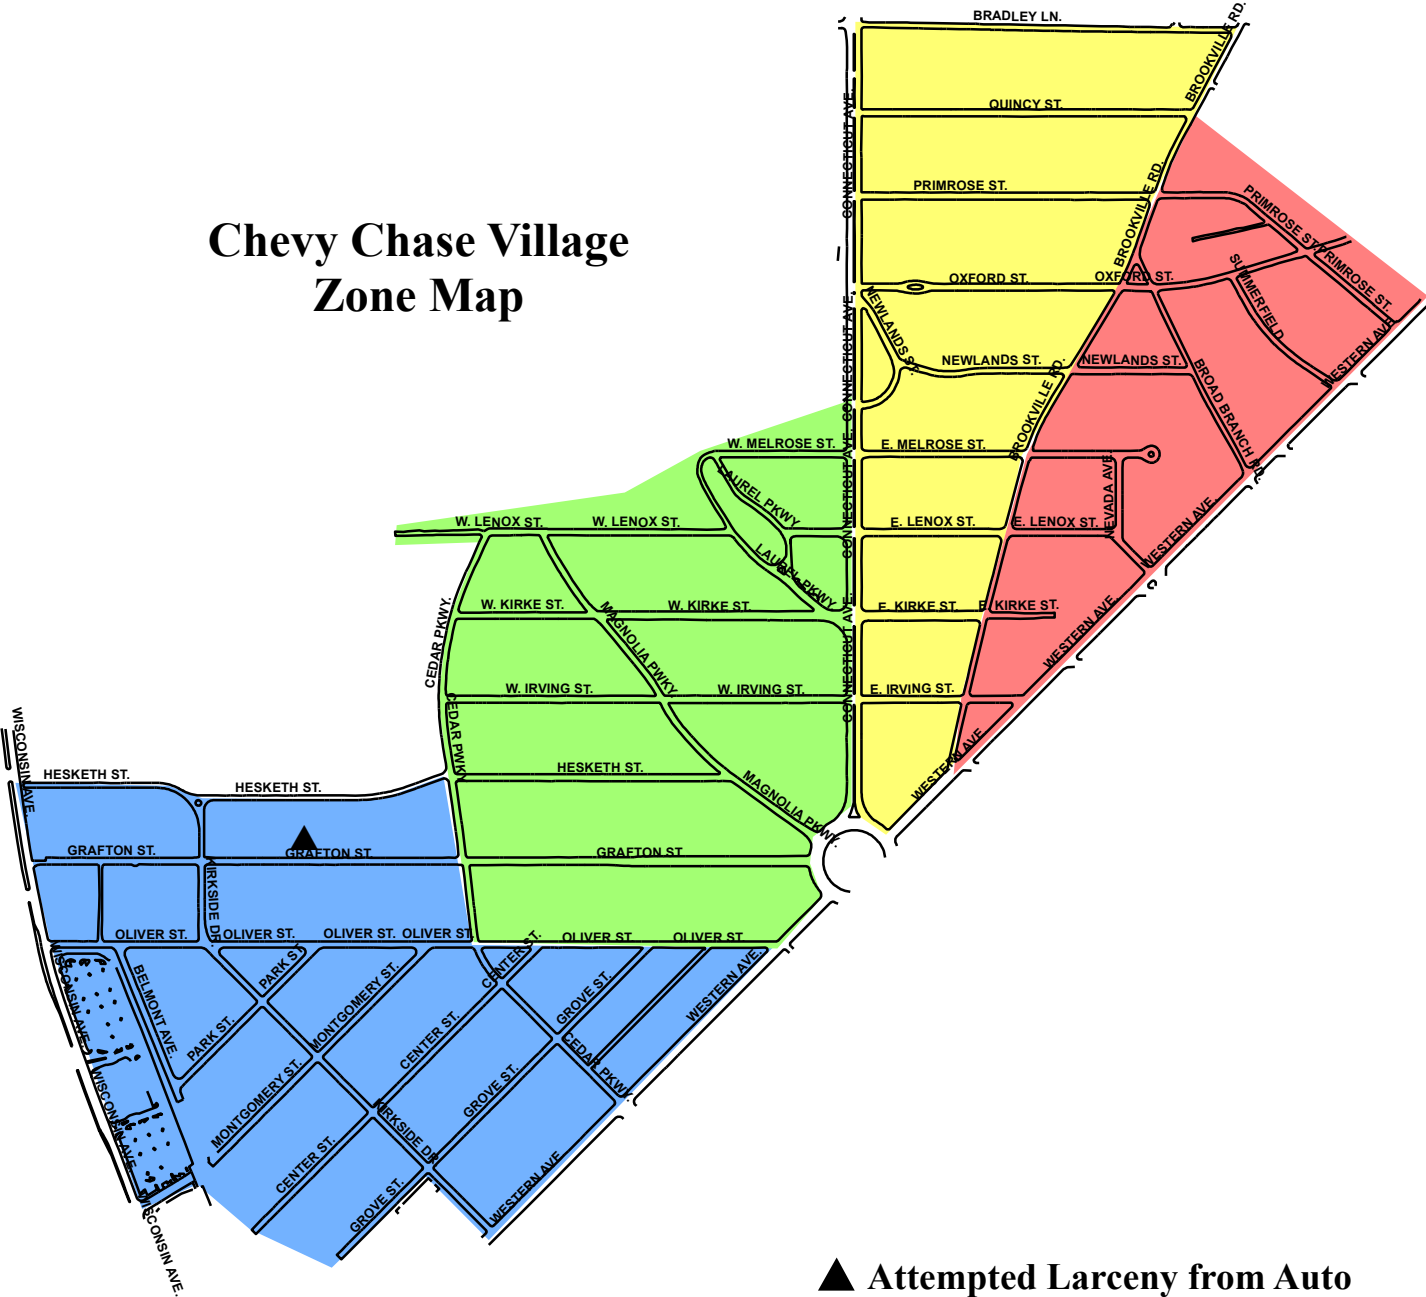 BRADLEY LN.
BROOKVILLE RD.
QUINCY ST.
CONNECTICUT AVE.
PRIMROSE ST.
BROOKVILLE RD.
PRIMROSE ST.
PRIMROSE ST.
Chevy Chase Village
Zone Map
OXFORD ST.
OXFORD ST.
SUMMERFIELD
NEWLANDS ST.
CONNECTICUT AVE.
NEWLANDS ST.
NEWLANDS ST.
WESTERN AVE
BROOKVILLE RD.
BROAD BRANCH RD.
W. MELROSE ST.
E. MELROSE ST.
CONNECTICUT AVE.
NEVADA AVE.
LAUREL PKWY
W. LENOX ST.
W. LENOX ST.
E. LENOX ST.
E. LENOX ST.
WESTERN AVE.
LAUREL PKWY
W. KIRKE ST.
W. KIRKE ST.
E. KIRKE ST.
E. KIRKE ST.
CEDAR PKWY.
MAGNOLIA PWKY.
CONNECTICUT AVE.
WESTERN AVE.
W. IRVING ST.
W. IRVING ST.
E. IRVING ST.
CEDAR PWKY.
WISCONSIN AVE.
HESKETH ST.
HESKETH ST.
HESKETH ST.
MAGNOLIA PKWY.
WESTERN AVE
GRAFTON ST.
GRAFTON ST.
GRAFTON ST
KIRKSIDE DR.
OLIVER ST.
OLIVER ST.
OLIVER ST.
OLIVER ST.
OLIVER ST
OLIVER ST
WISCONSIN AVE.
BELMONT AVE.
PARK ST
PARK ST.
MONTGOMERY ST.
MONTGOMERY ST.
CENTER ST.
CENTER ST.
CENTER ST.
GROVE ST.
GROVE ST.
GROVE ST.
WESTERN AVE.
CEDAR PKWY.
KIRKSIDE DR.
WISCONSIN AVE.
WESTERN AVE
WISCONSIN AVE.
Attempted Larceny from Auto